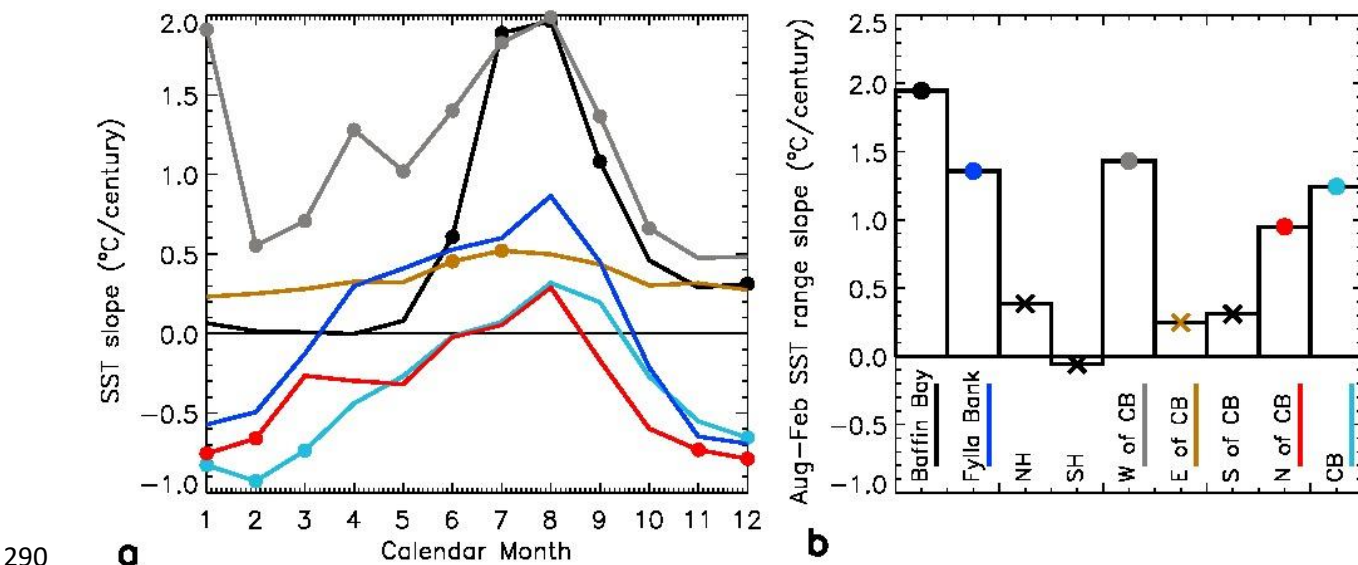 SST slope (°C/century)
2.0
1.5
1.0
0.5
0.0
−0.5
−1.0
1 2 3 4 5 6 7 8 9 10 11 12
Calendar Month
290
a
Aug−Feb SST range slope (°C/century)
2.5
2.0
1.5
1.0
0.5
0.0
−0.5
−1.0
Baffin Bay
Fylla Bank
NH
SH
W of CB
E of CB
S of CB
N of CB
CB
b